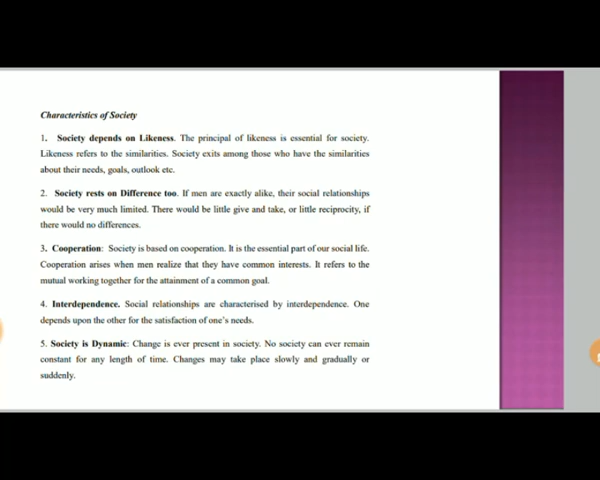 Characteristics of Society
1. Society depends on Likeness. The principal of likeness is essential for society.
Likeness refers to the similarities. Society exits among those who have the similarities
about their needs, goals, outlook etc.
2. Society rests on Difference too. If men are exactly alike, their social relationships
would be very much limited. There would be little give and take, or little reciprocity, if
there would no differences.
3. Cooperation: Society is based on cooperation. It is the essential part of our social life.
Cooperation arises when men realize that they have common interests. It refers to the
mutual working together for the attainment of a common goal.
4. Interdependence. Social relationships are characterised by interdependence. One
depends upon the other for the satisfaction of one's needs.
5. Society is Dynamic: Change is ever present in society. No society can ever remain
constant for any length of time. Changes may take place slowly and gradually or
suddenly.